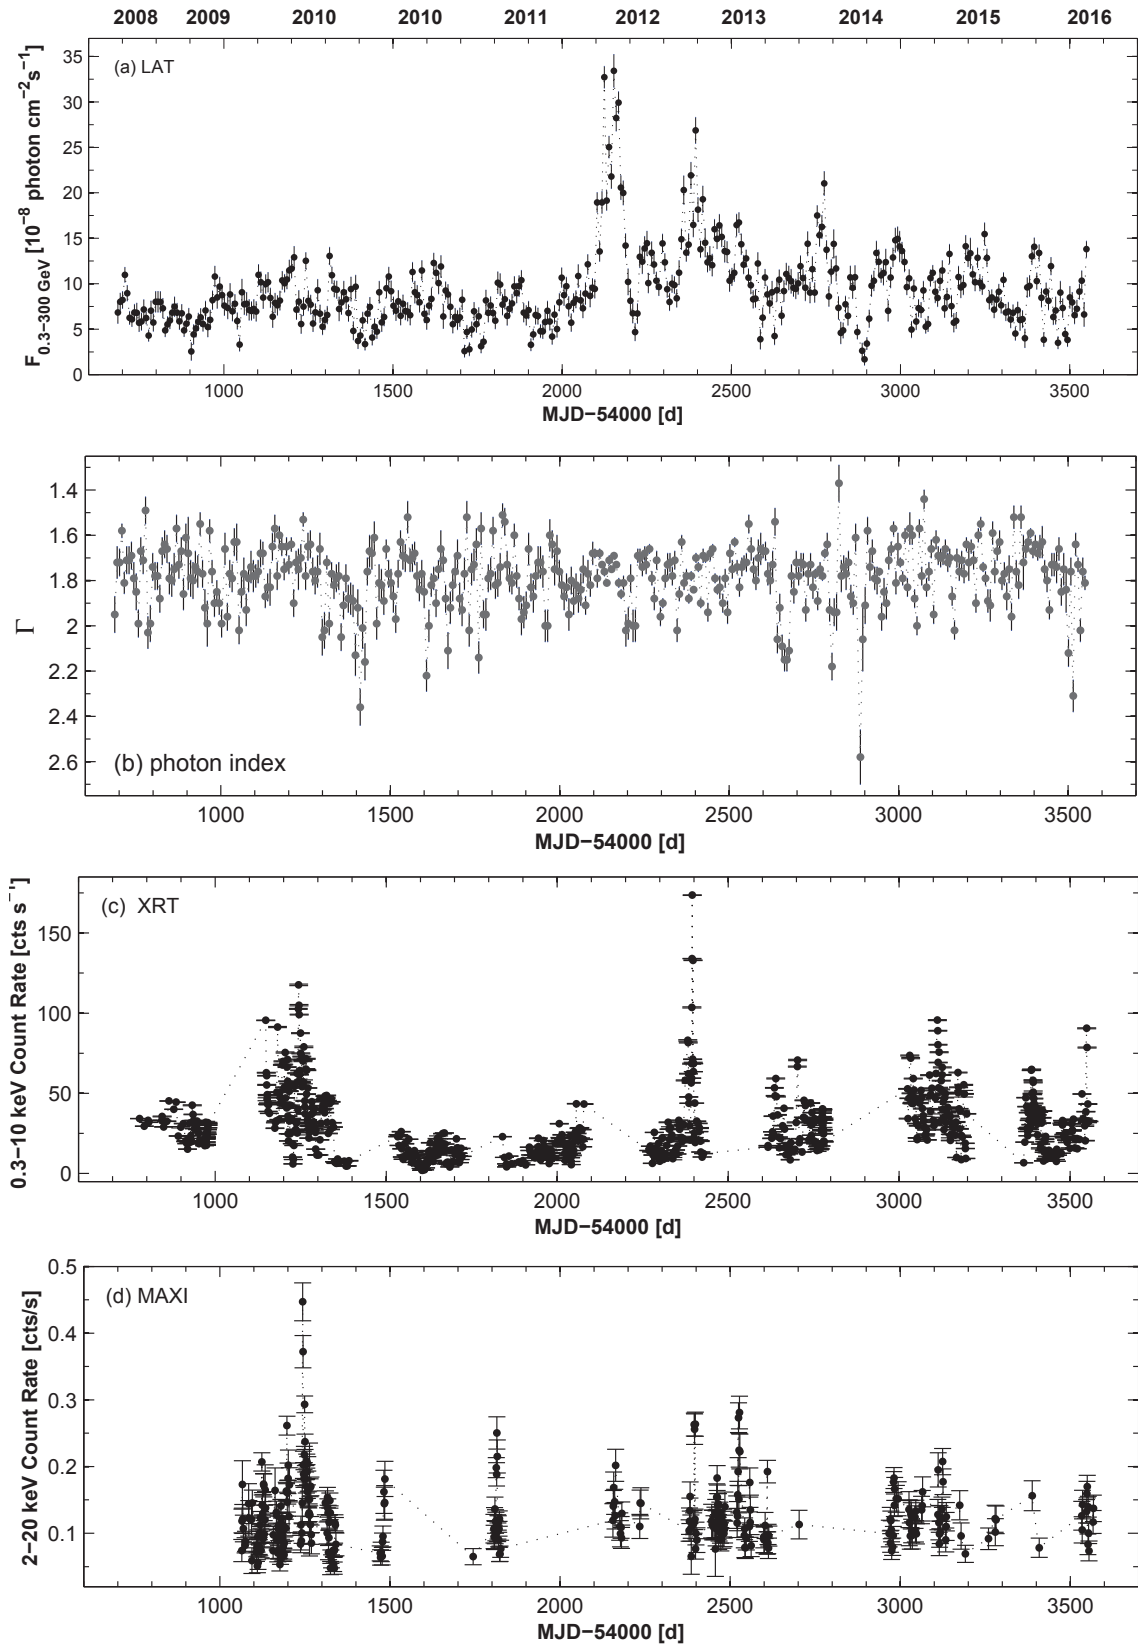 2008 2009 2010 2010 2011 2012 2013 2014 2015 2016
(a) LAT
F0.3−300 GeV [10−8 photon cm−2s−1]
35
30
25
20
15
10
5
0
1000 1500 2000 2500 3000 3500
MJD−54000 [d]
Γ
1.4
1.6
1.8
2
2.2
2.4
2.6
(b) photon index
1000 1500 2000 2500 3000 3500
MJD−54000 [d]
(c) XRT
0.3−10 keV Count Rate [cts s−1]
150
100
50
0
1000 1500 2000 2500 3000 3500
MJD−54000 [d]
(d) MAXI
2−20 keV Count Rate [cts/s]
0.5
0.4
0.3
0.2
0.1
1000 1500 2000 2500 3000 3500
MJD−54000 [d]